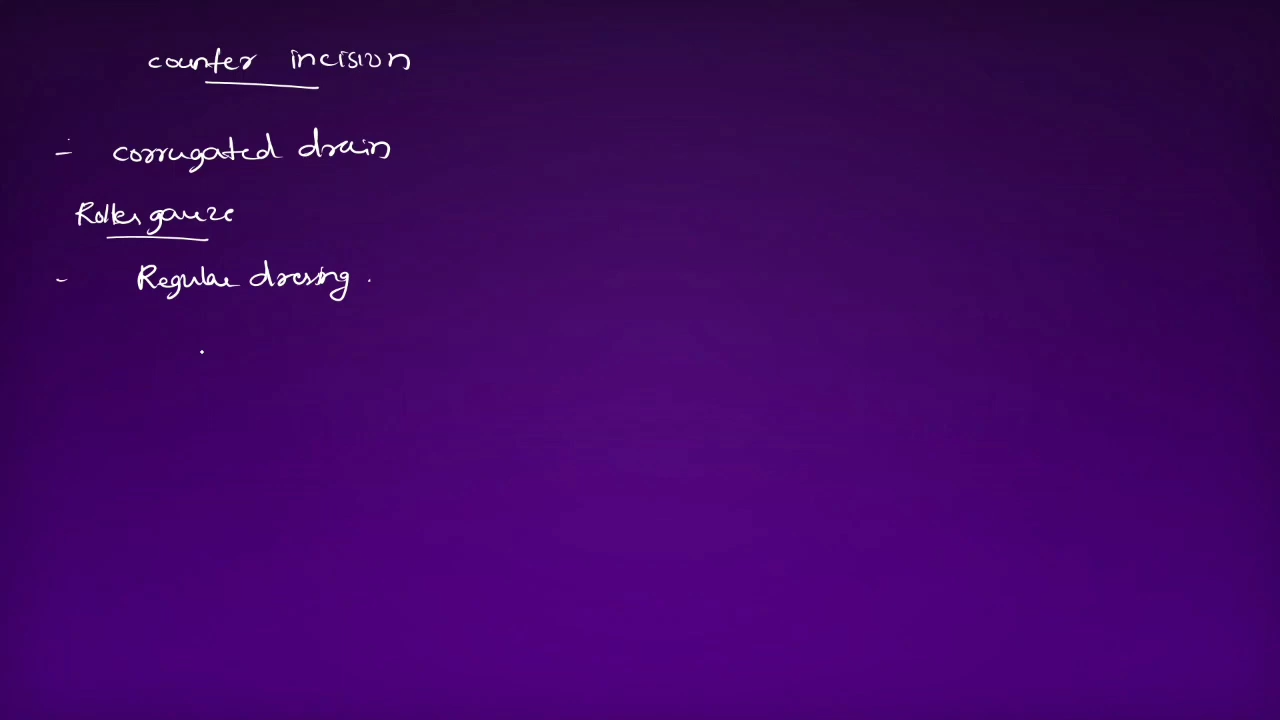 counter incision
- corrugated drain
Roller gauze
- Regular dressing .